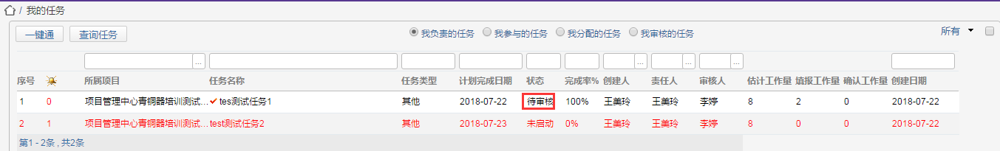 / 我的任务
一键通 查询任务 我负责的任务 我参与的任务 我分配的任务 我审核的任务 所有
... ... ... ...
序号 所属项目 任务名称 任务类型 计划完成日期 状态 完成率% 创建人 责任人 审核人 估计工作量 填报工作量 确认工作量 创建日期
1 0 项目管理中心青铜器培训测试... tes测试任务1 其他 2018-07-22 待审核 100% 王美玲 王美玲 李婷 8 2 0 2018-07-22
2 1 项目管理中心青铜器培训测试... test测试任务2 其他 2018-07-23 未启动 0% 王美玲 王美玲 李婷 8 0 0 2018-07-22
第1 - 2条 , 共2条